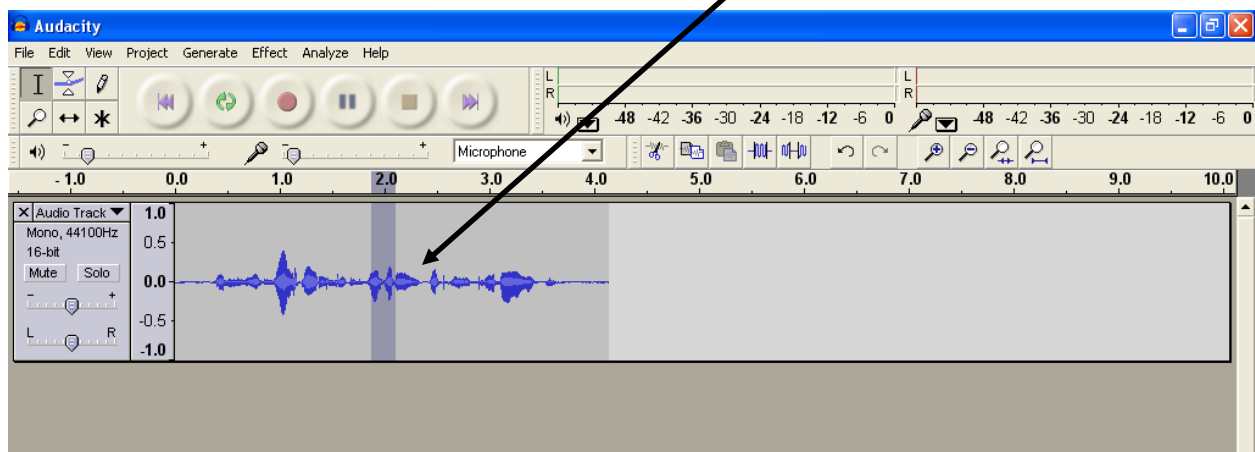 Audacity
File Edit View Project Generate Effect Analyze Help
L
R
-48 -42 -36 -30 -24 -18 -12 -6 0
L
R
-48 -42 -36 -30 -24 -18 -12 -6 0
- +
- +
Microphone
- 1.0 0.0 1.0 2.0 3.0 4.0 5.0 6.0 7.0 8.0 9.0 10.0
Audio Track
Mono, 44100Hz
16-bit
Mute Solo
- +
L R
1.0
0.5
0.0
-0.5
-1.0